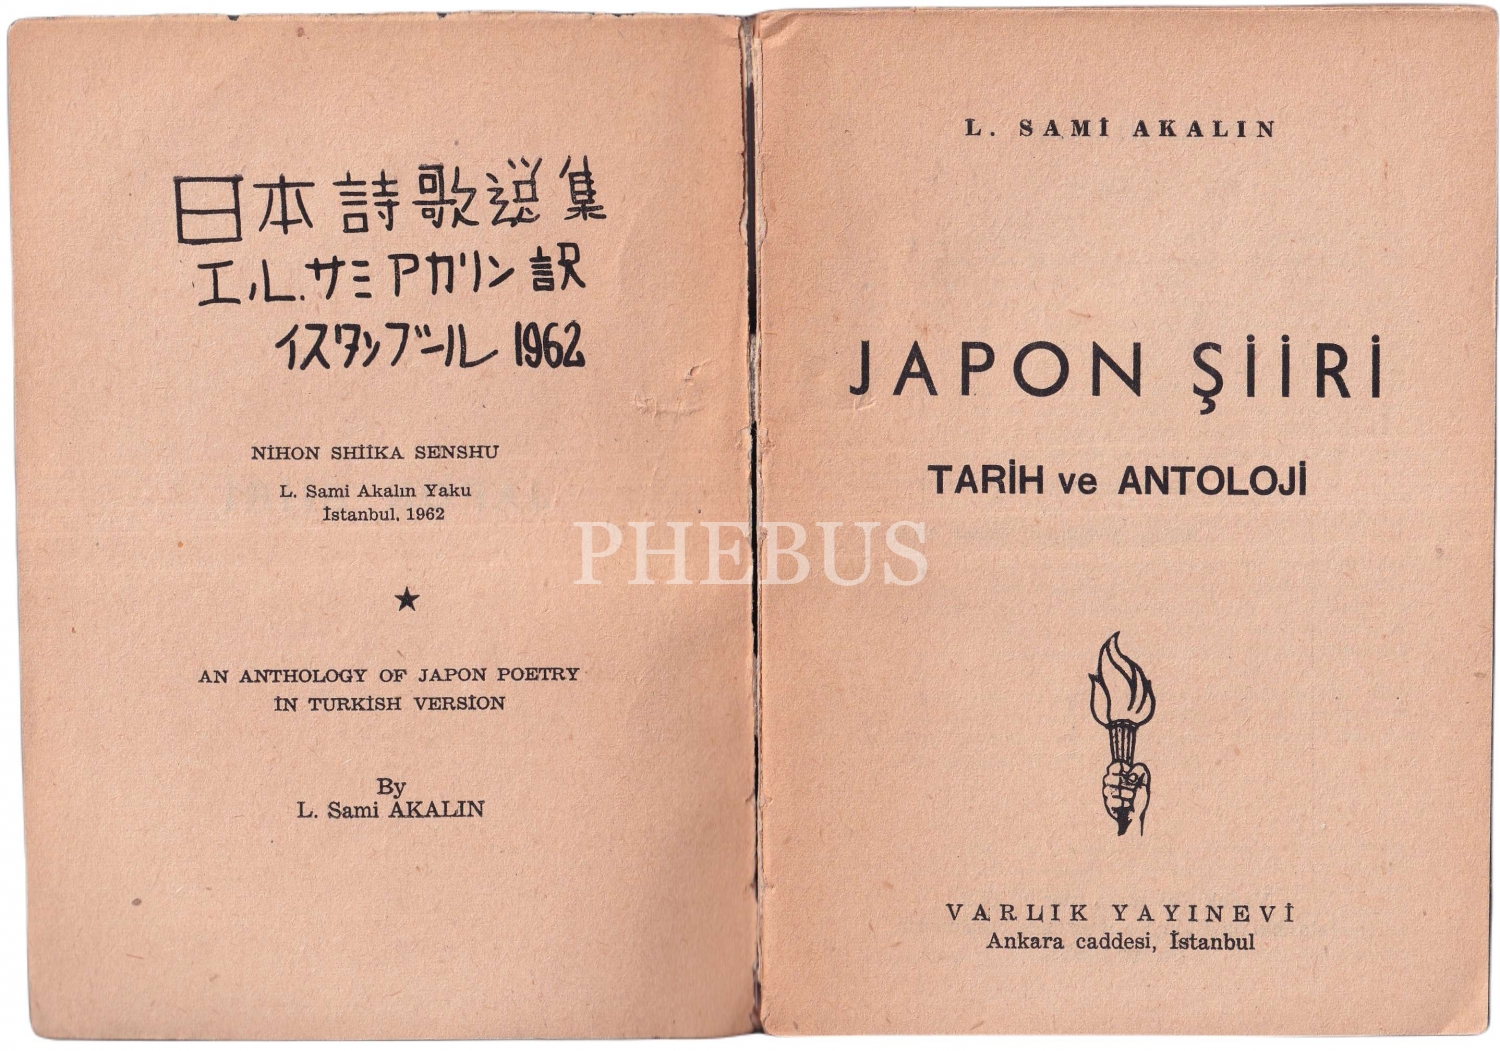 日本詩歌選集
エル.サミアカリン訳
イスタンブール 1962
NİHON SHİİKA SENSHU
L. Sami Akalın Yaku
İstanbul, 1962
AN ANTHOLOGY OF JAPON POETRY
İN TURKİSH VERSİON
By
L. Sami AKALIN
L. SAMİ AKALIN
JAPON ŞİİRİ
TARİH ve ANTOLOJİ
VARLIK YAYINEVİ
Ankara caddesi, İstanbul
PHEBUS